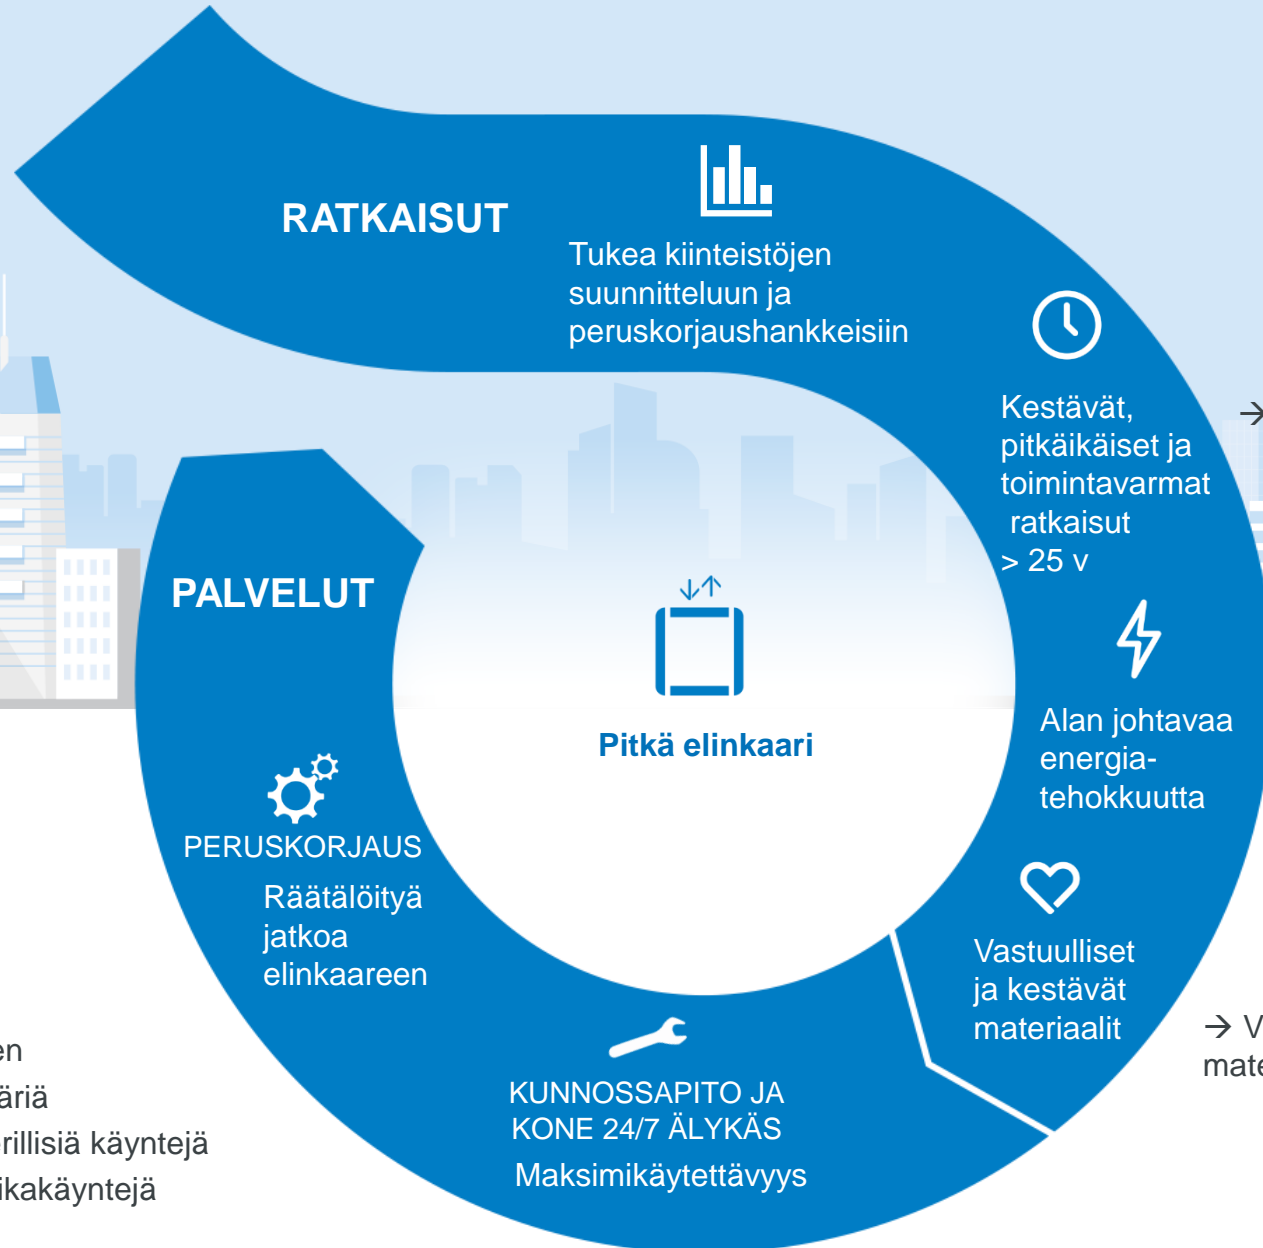 RATKAISUT
Tukea kiinteistöjen
suunnitteluun ja
peruskorjaushankkeisiin
Kestävät,
pitkäikäiset ja
toimintavarmat
ratkaisut
> 25 v
→
Alan johtavaa
energia-
tehokkuutta
Vastuulliset
ja kestävät
materiaalit
PALVELUT
Pitkä elinkaari
PERUSKORJAUS
Räätälöityä
jatkoa
elinkaareen
KUNNOSSAPITO JA
KONE 24/7 ÄLYKÄS
Maksimikäytettävyys
→
käyntejä